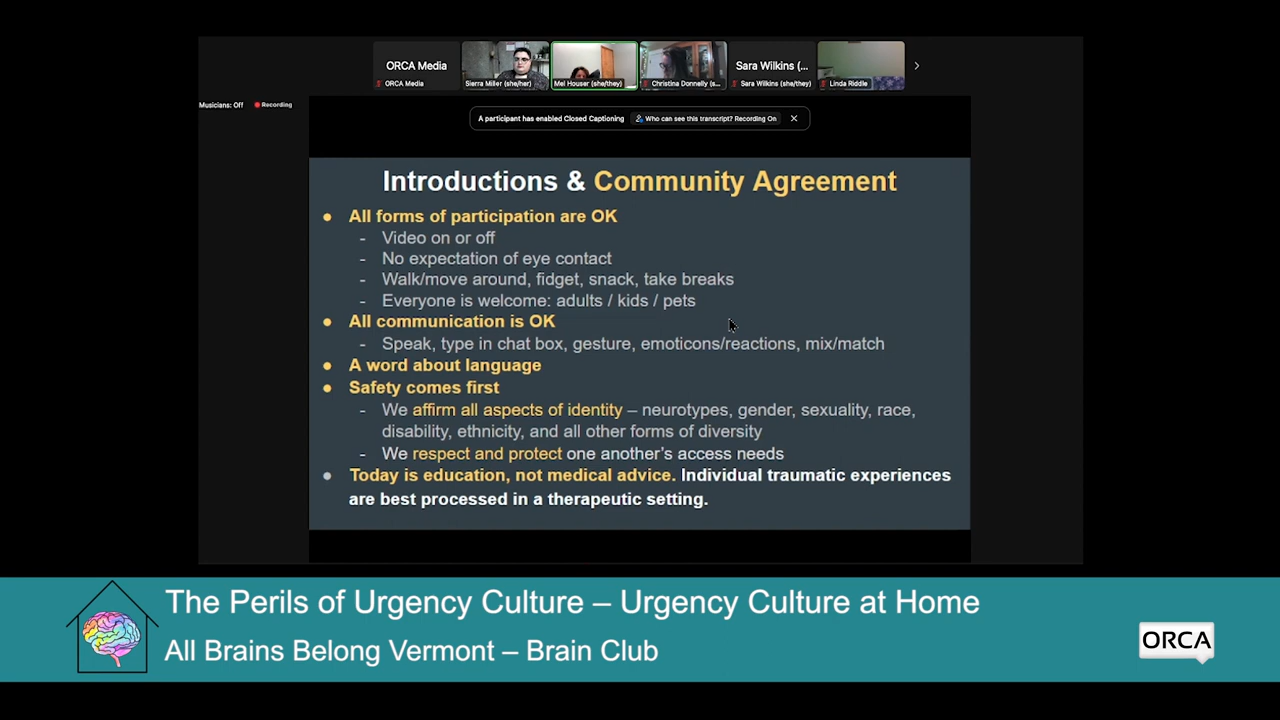 ORCA Media
Sara Wilkins (...
ORCA Media
Sierra Miller (she/her)
Mel Houser (she/they)
Christina Donnelly (s...
Sara Wilkins (she/they)
Linda Riddle
Musicians: Off
Recording
A participant has enabled Closed Captioning
Who can see this transcript? Recording On
Introductions & Community Agreement
● All forms of participation are OK
- Video on or off
- No expectation of eye contact
- Walk/move around, fidget, snack, take breaks
- Everyone is welcome: adults / kids / pets
● All communication is OK
- Speak, type in chat box, gesture, emoticons/reactions, mix/match
● A word about language
● Safety comes first
- We affirm all aspects of identity – neurotypes, gender, sexuality, race,
disability, ethnicity, and all other forms of diversity
- We respect and protect one another’s access needs
● Today is education, not medical advice. Individual traumatic experiences
are best processed in a therapeutic setting.
The Perils of Urgency Culture – Urgency Culture at Home
All Brains Belong Vermont – Brain Club
ORCA